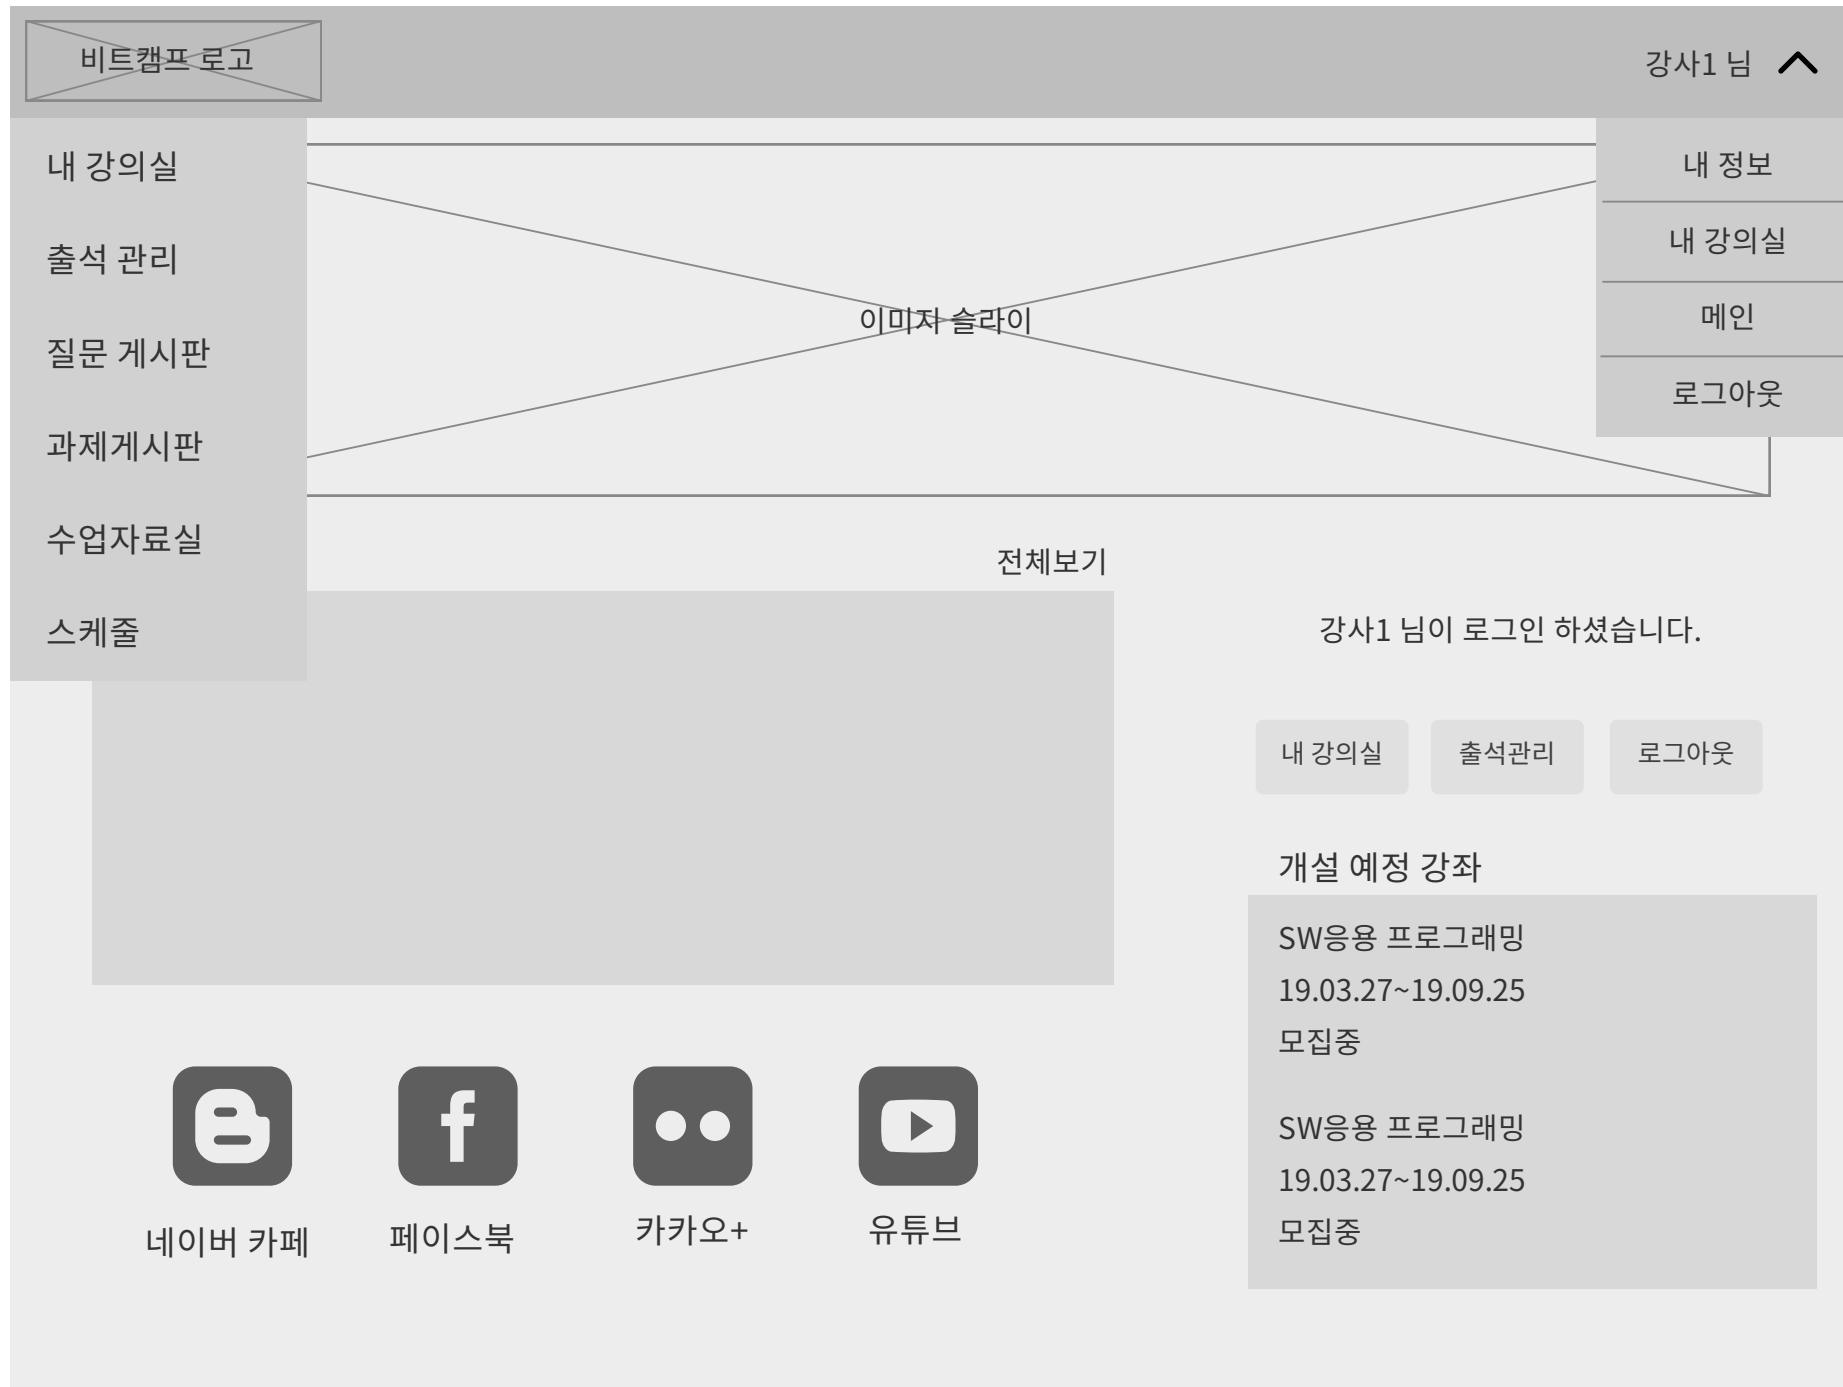 비트캠프 로고
강사1 님
내 강의실
출석 관리
질문 게시판
과제게시판
수업자료실
스케줄
이미지 슬라이
내 정보
내 강의실
메인
로그아웃
전체보기
강사1 님이 로그인 하셨습니다.
내 강의실
출석관리
로그아웃
개설 예정 강좌
SW응용 프로그래밍
19.03.27~19.09.25
모집중
SW응용 프로그래밍
19.03.27~19.09.25
모집중
네이버 카페
페이스북
카카오+
유튜브